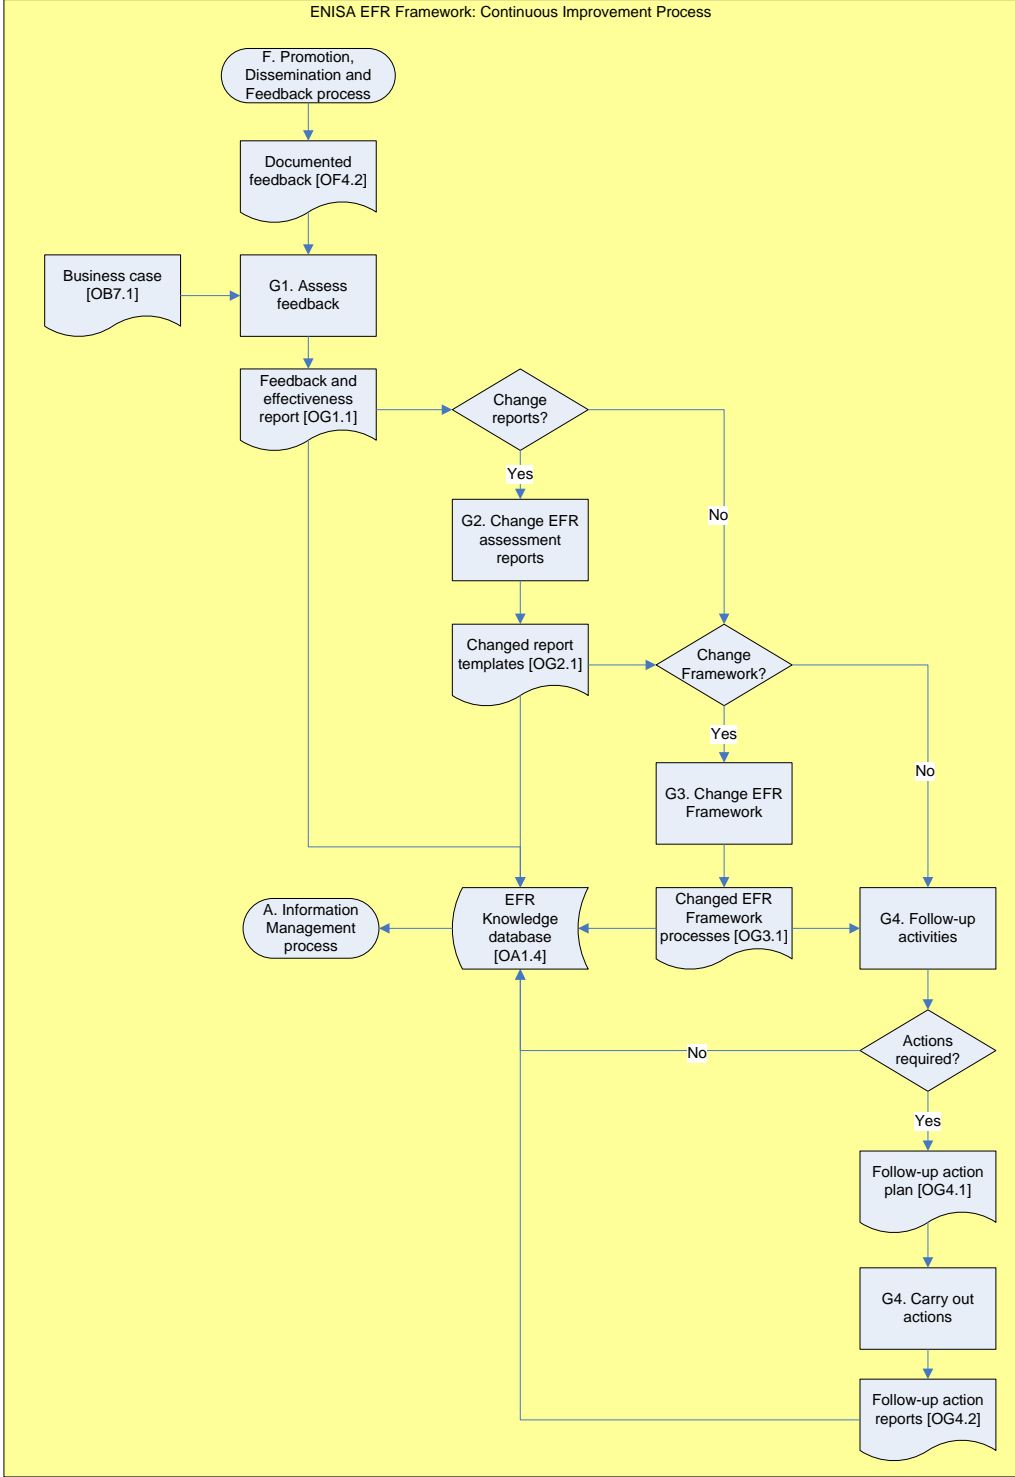 ENISA EFR Framework: Continuous Improvement Process
F. Promotion,
Dissemination and
Feedback process
Documented
feedback [OF4.2]
Business case
[OB7.1]
G1. Assess
feedback
Feedback and
effectiveness
report [OG1.1]
Change
reports?
Yes
No
G2. Change EFR
assessment
reports
Changed report
templates [OG2.1]
Change
Framework?
Yes
No
G3. Change EFR
Framework
A. Information
Management
process
EFR
Knowledge
database
[OA1.4]
Changed EFR
Framework
processes [OG3.1]
G4. Follow-up
activities
Actions
required?
No
Yes
Follow-up action
plan [OG4.1]
G4. Carry out
actions
Follow-up action
reports [OG4.2]